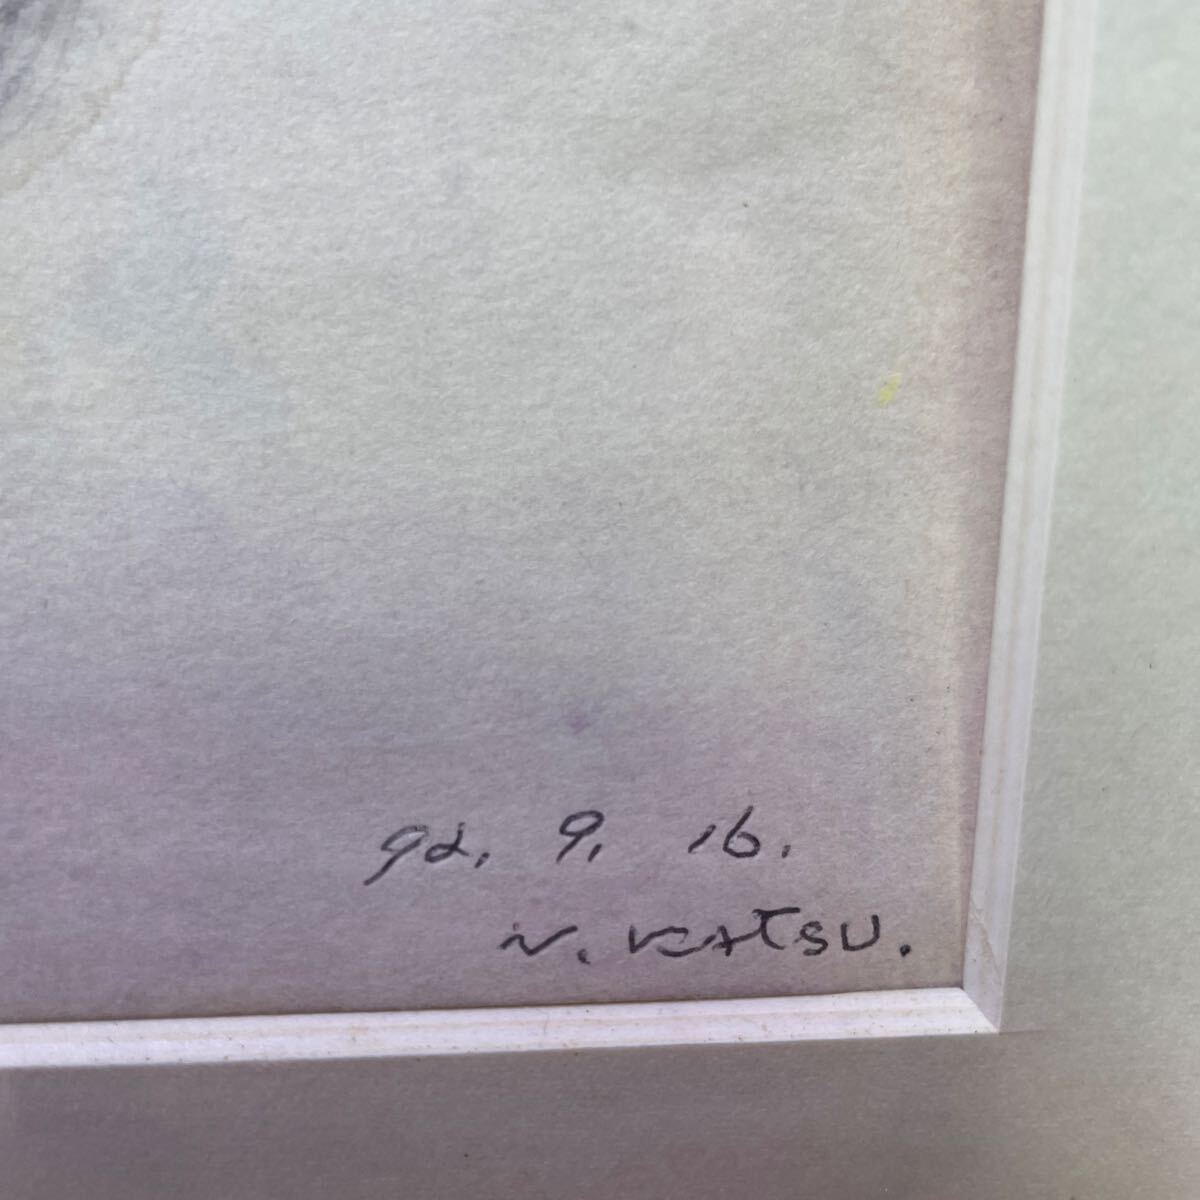 92. 9. 16.
N. KATSU.